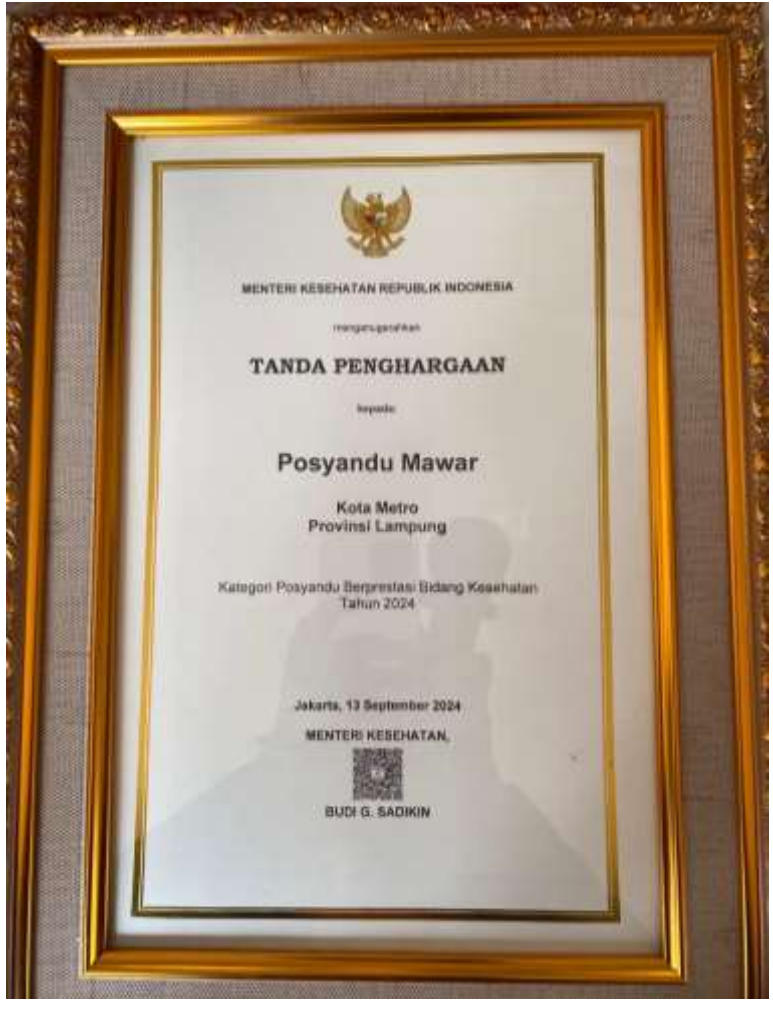 MENTERI KESEHATAN REPUBLIK INDONESIA
menganugerahkan
TANDA PENGHARGAAN
kepada
Posyandu Mawar
Kota Metro
Provinsi Lampung
Kategori Posyandu Berprestasi Bidang Kesehatan
Tahun 2024
Jakarta, 13 September 2024
MENTERI KESEHATAN,
BUDI G. SADIKIN